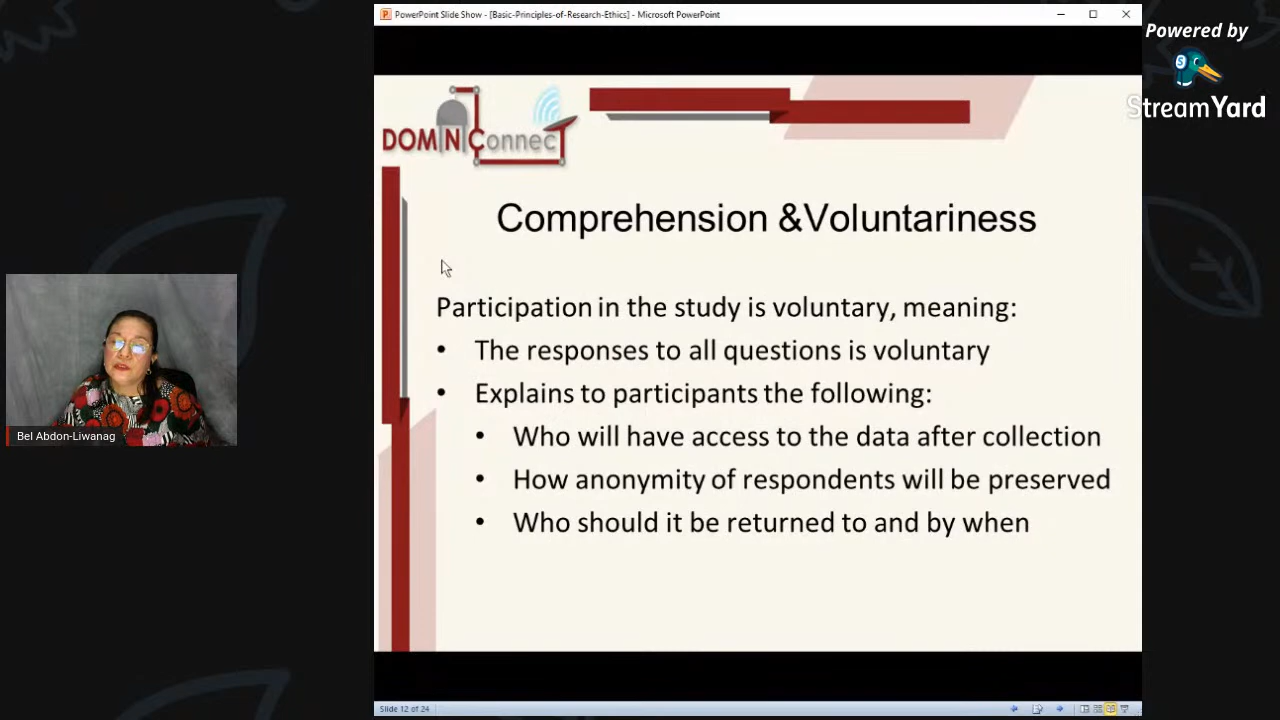 PowerPoint Slide Show - [Basic-Principles-of-Research-Ethics] - Microsoft PowerPoint
Powered by
StreamYard
DOMINIConnecT
Comprehension &Voluntariness
Participation in the study is voluntary, meaning:
• The responses to all questions is voluntary
• Explains to participants the following:
• Who will have access to the data after collection
• How anonymity of respondents will be preserved
• Who should it be returned to and by when
Bel Abdon-Liwanag
Slide 12 of 24